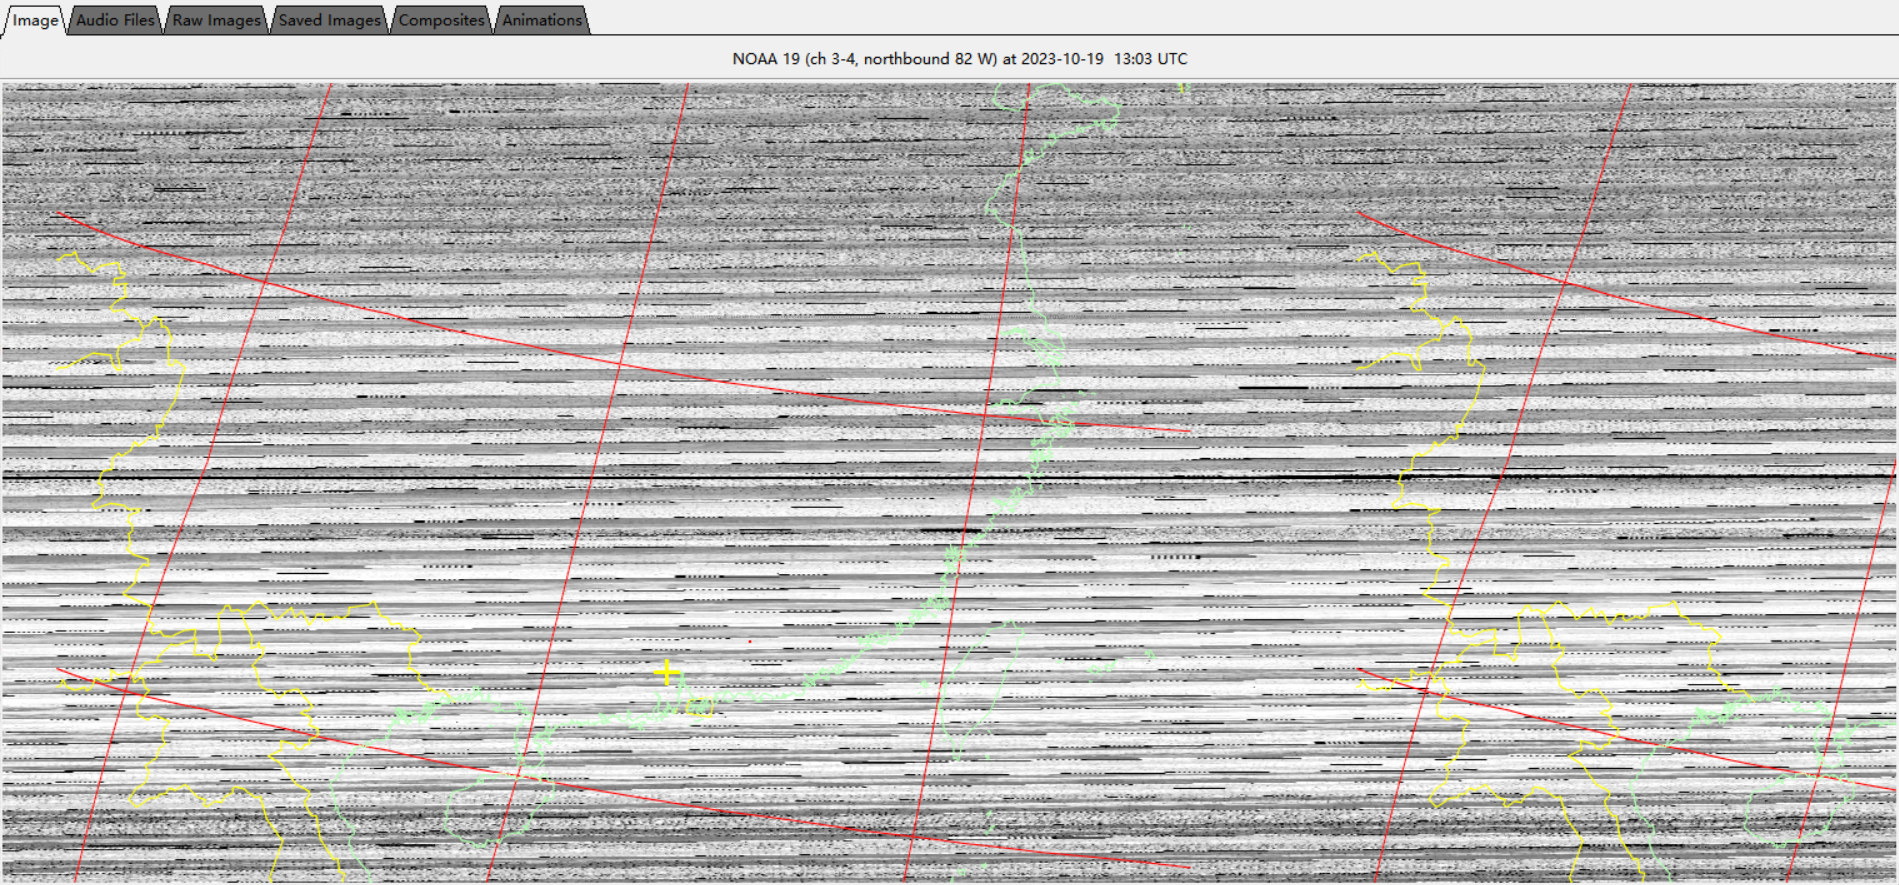 Image Audio Files Raw Images Saved Images Composites Animations
NOAA 19 (ch 3-4, northbound 82 W) at 2023-10-19 13:03 UTC